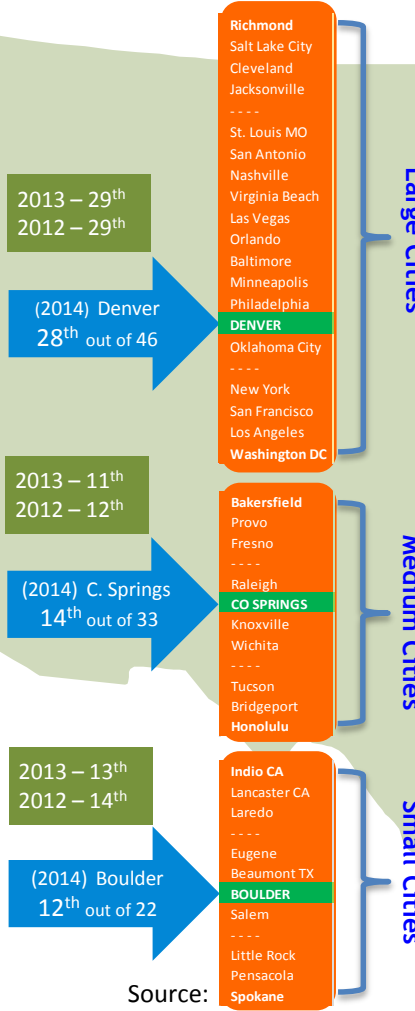 Richmond
Salt Lake City
Cleveland
Jacksonville
- - - -
St. Louis MO
San Antonio
Nashville
Virginia Beach
Las Vegas
Orlando
Baltimore
Minneapolis
Philadelphia
DENVER
Oklahoma City
- - - -
New York
San Francisco
Los Angeles
Washington DC
Large Cities
2013 – 29th
2012 – 29th
(2014) Denver
28th out of 46
Bakersfield
Provo
Fresno
- - - -
Raleigh
CO SPRINGS
Knoxville
Wichita
- - - -
Tucson
Bridgeport
Honolulu
Medium Cities
2013 – 11th
2012 – 12th
(2014) C. Springs
14th out of 33
Indio CA
Lancaster CA
Laredo
- - - -
Eugene
Beaumont TX
BOULDER
Salem
- - - -
Little Rock
Pensacola
Spokane
Small Cities
2013 – 13th
2012 – 14th
(2014) Boulder
12th out of 22
Source: